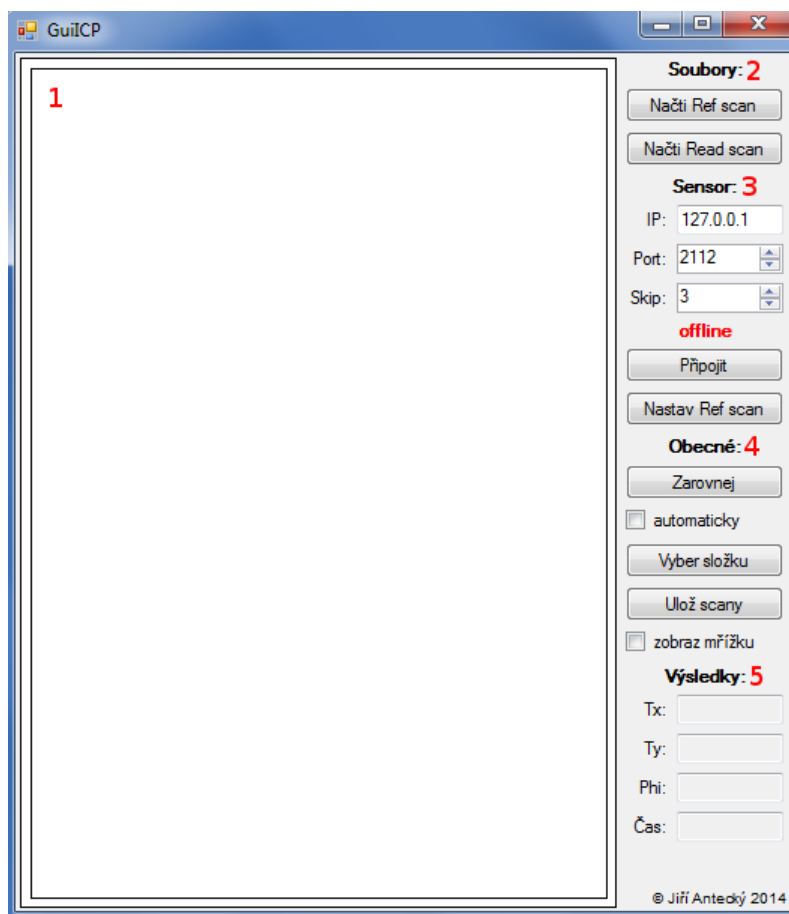 GuiICP
1
Soubory: 2
Načti Ref scan
Načti Read scan
Sensor: 3
IP: 127.0.0.1
Port: 2112
Skip: 3
offline
Připojit
Nastav Ref scan
Obecné: 4
Zarovnej
automaticky
Vyber složku
Ulož scany
zobraz mřížku
Výsledky: 5
Tx:
Ty:
Phi:
Čas:
© Jiří Antecký 2014